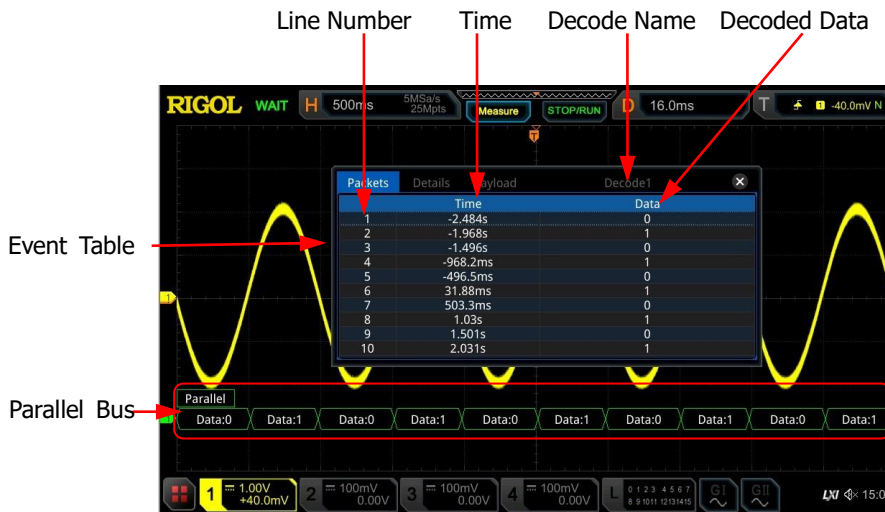 Line Number Time Decode Name Decoded Data
RIGOL WAIT H 500ms 5MSa/s 25Mpts Measure STOP/RUN D 16.0ms T 1 -40.0mV N
T
Packets Details Payload Decode1
Time Data
1 -2.484s 0
2 -1.968s 1
3 -1.496s 0
4 -968.2ms 1
5 -496.5ms 0
6 31.88ms 1
7 503.3ms 0
8 1.03s 1
9 1.501s 0
10 2.031s 1
Event Table
1
Parallel
Parallel Bus
Data:0 Data:1 Data:0 Data:1 Data:0 Data:1 Data:0 Data:1 Data:0 Data:1
1 1.00V +40.0mV 2 100mV 0.00V 3 100mV 0.00V 4 100mV 0.00V L 0 1 2 3 4 5 6 7 8 9 10 11 12 13 14 15 GI GII LXI 15:0